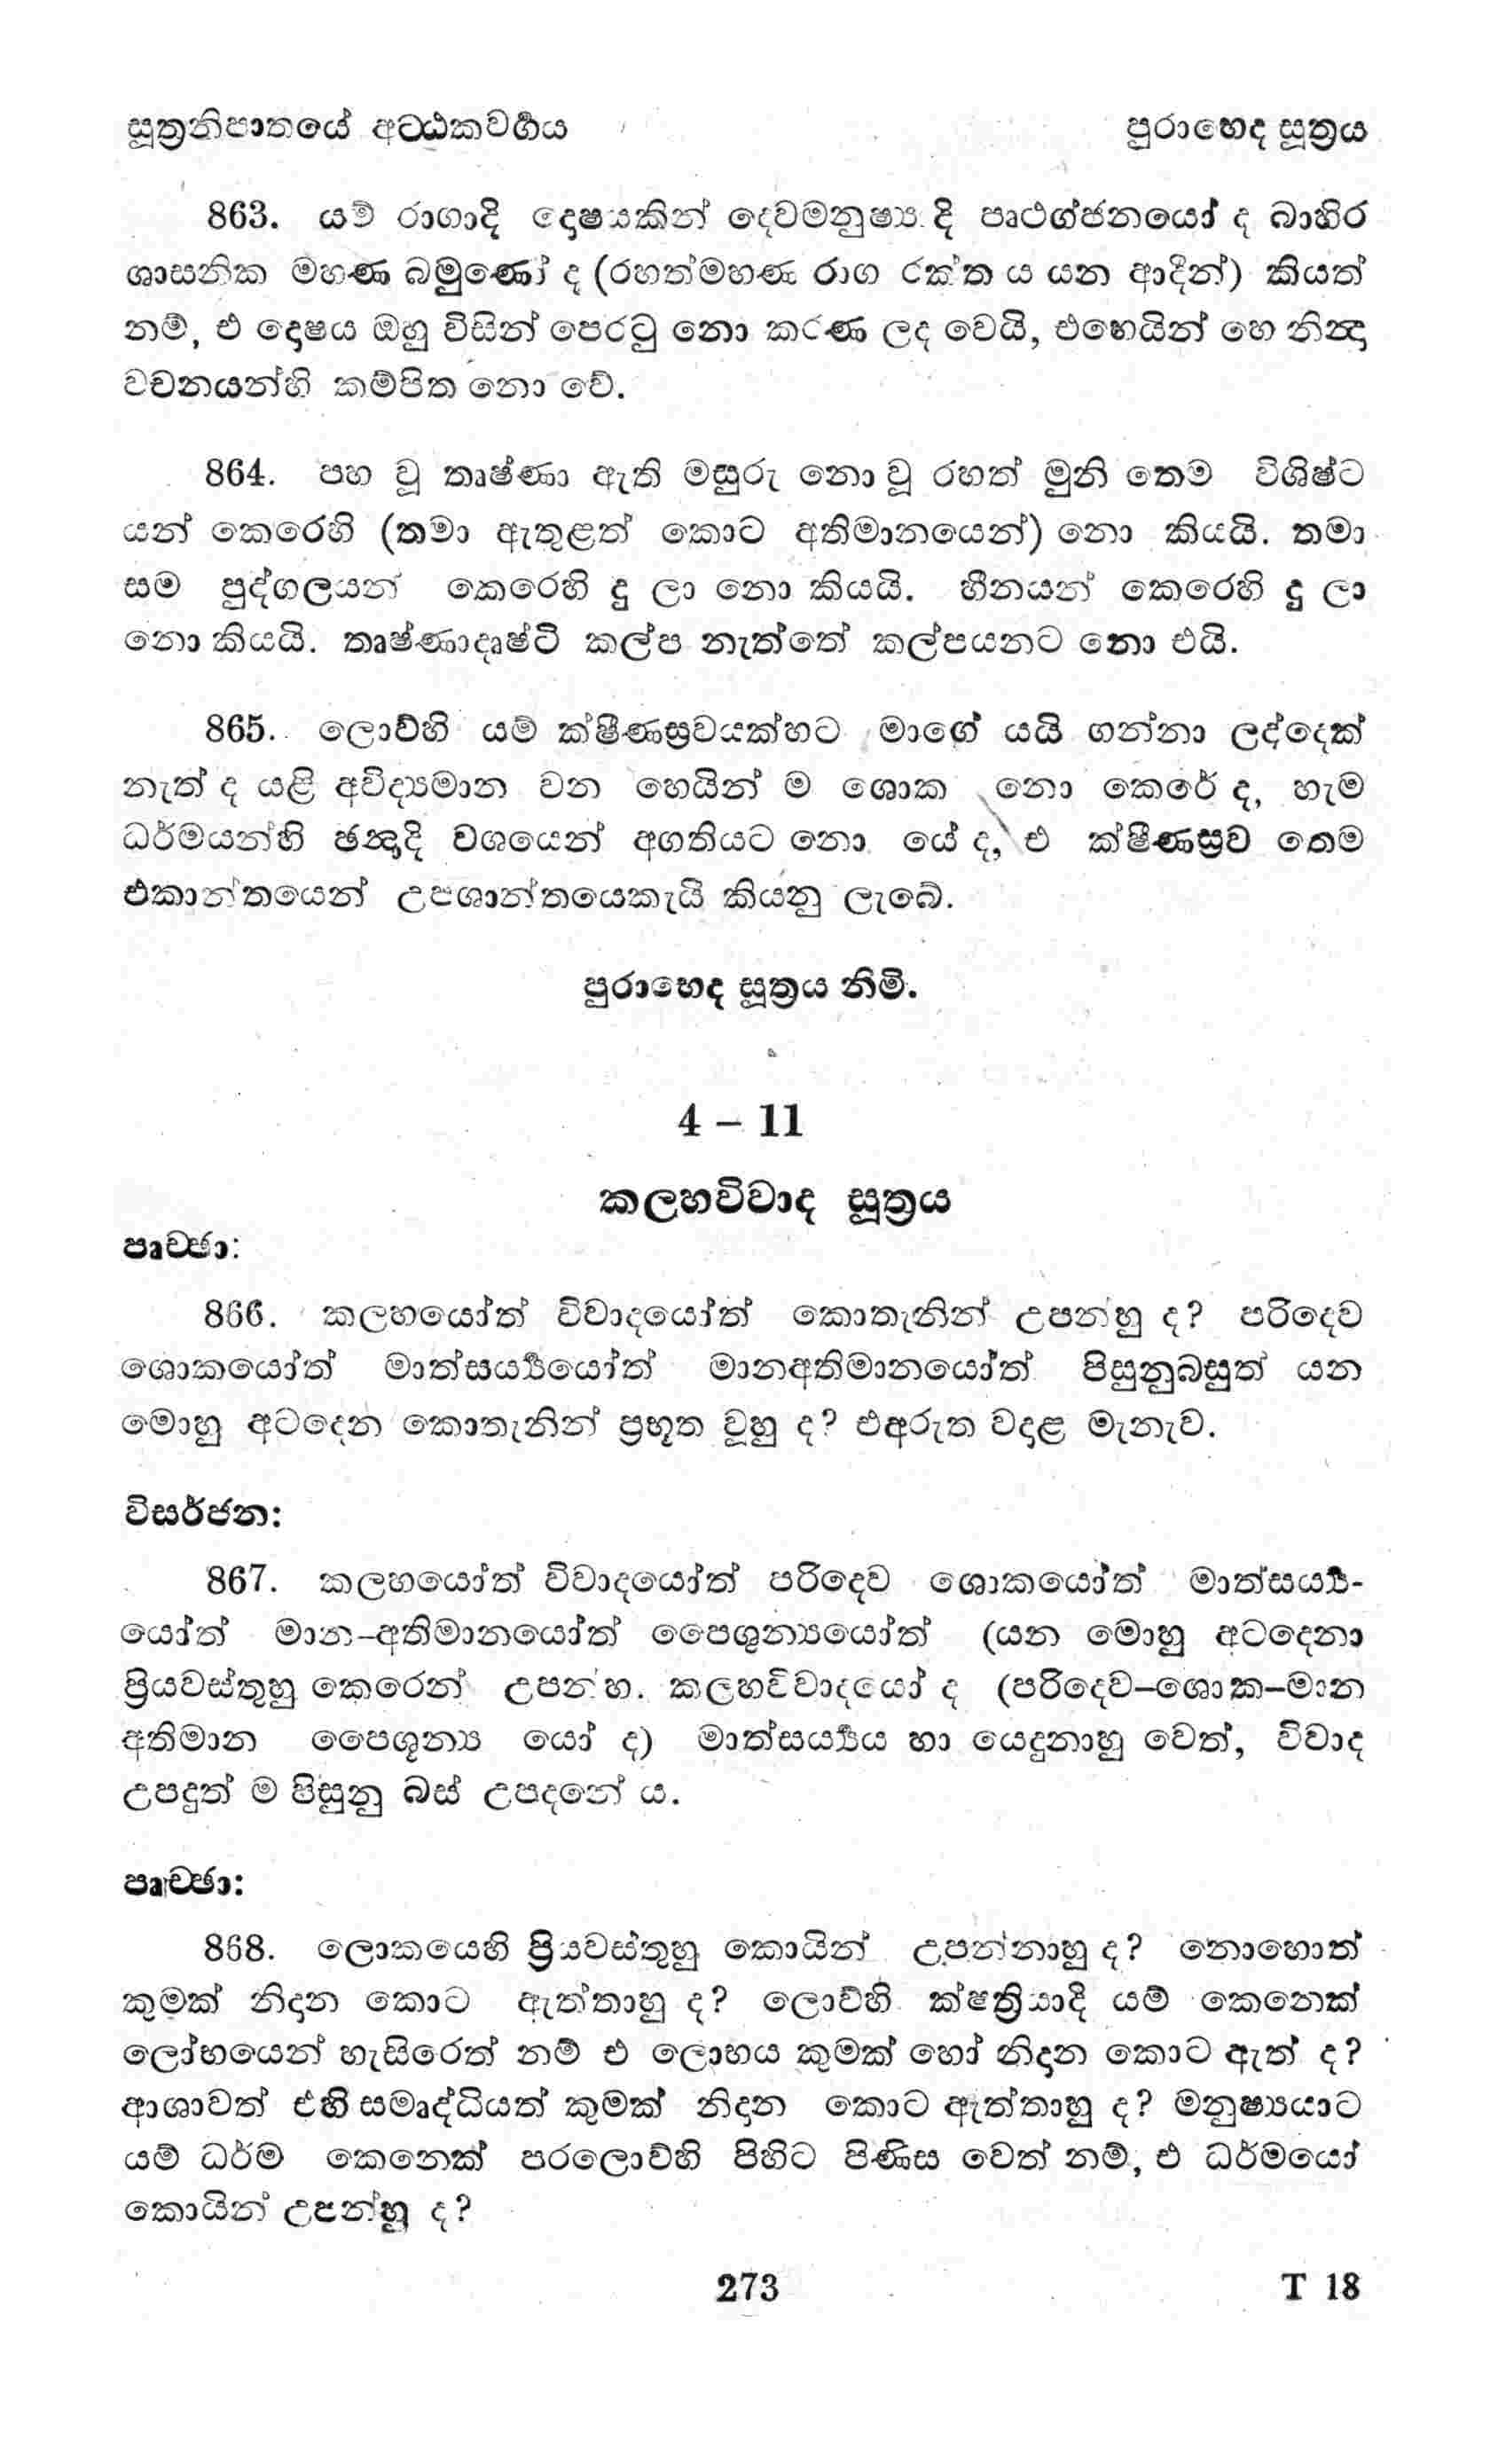 සූත්‍රනිපාතයේ අට්ඨකවර්‍ගය පුරාභෙද සූත්‍රය
863. යම් රාගාදි දොෂයකින් දෙවමනුෂ්‍යාදි පෘථග්ජනයෝ ද බාහිර
ශාසනික මහණ බමුණෝ ද (රහත්මහණ රාග රක්ත ය යන ආදින්) කියත්
නම්, එ දොෂය ඔහු විසින් පෙරටු නො කරණ ලද වෙයි, එහෙයින් හෙ නින්‍දා
වචනයන්හි කම්පිත නො වේ.
864. පහ වූ තෘෂ්ණා ඇති මසුරු නො වූ රහත් මුනි තෙම විශිෂ්ට
යන් කෙරෙහි (තමා ඇතුළත් කොට අතිමානයෙන්) නො කියයි. තමා
සම පුද්ගලයන් කෙරෙහි දු ලා නො කියයි. හීනයන් කෙරෙහි දු ලා
නො කියයි. තෘෂ්ණාදෘෂ්ටි කල්ප නැත්තේ කල්පයනට නො එයි.
865. ලොව්හි යම් ක්ෂීණස්‍රවයක්හට මාගේ යයි ගන්නා ලද්දෙක්
නැත් ද යළි අවිද්‍යමාන වන හෙයින් ම ශොක නො කෙරේ ද, හැම
ධර්මයන්හි ඡන්‍දාදි වශයෙන් අගතියට නො යේ ද, එ ක්ෂීණස්‍රව තෙම
එකාන්තයෙන් උපශාන්තයෙකැයි කියනු ලැබේ.
පුරාභෙද සූත්‍රය නිමි.
4 – 11
කලහවිවාද සූත්‍රය
පෘච්ඡා:
866. කලහයෝත් විවාදයෝත් කොතැනින් උපන්හු ද? පරිදෙව
ශොකයෝත් මාත්සර්‍ය්‍යයෝත් මානඅතිමානයෝත් පිසුනුබසුත් යන
මොහු අටදෙන කොතැනින් ප්‍රභූත වූහු ද? එඅරුත වදාළ මැනැව.
විසර්ජන:
867. කලහයෝත් විවාදයෝත් පරිදෙව ශොකයෝත් මාත්සර්‍ය්‍ය-
යෝත් මාන–අතිමානයෝත් පෛශුන්‍යයෝත් (යන මොහු අටදෙනා
ප්‍රියවස්තුහු කෙරෙන් උපන්හ. කලහවිවාදයෝ ද (පරිදෙව–ශොක–මාන
අතිමාන පෛශූන්‍ය යෝ ද) මාත්සර්‍ය්‍යය හා යෙදුනාහු වෙත්, විවාද
උපදුත් ම පිසුනු බස් උපදනේ ය.
පෘච්ඡා:
868. ලොකයෙහි ප්‍රියවස්තුහු කොයින් උපන්නාහු ද? නොහොත්
කුමක් නිදාන කොට ඇත්තාහු ද? ලොව්හි ක්ෂත්‍රියාදි යම් කෙනෙක්
ලෝභයෙන් හැසිරෙත් නම් එ ලොභය කුමක් හෝ නිදාන කොට ඇත් ද?
ආශාවත් එහි සමෘද්ධියත් කුමක් නිදාන කොට ඇත්තාහු ද? මනුෂ්‍යයාට
යම් ධර්ම කෙනෙක් පරලොව්හි පිහිට පිණිස වෙත් නම්, එ ධර්මයෝ
කොයින් උපන්හු ද?
273 T 18